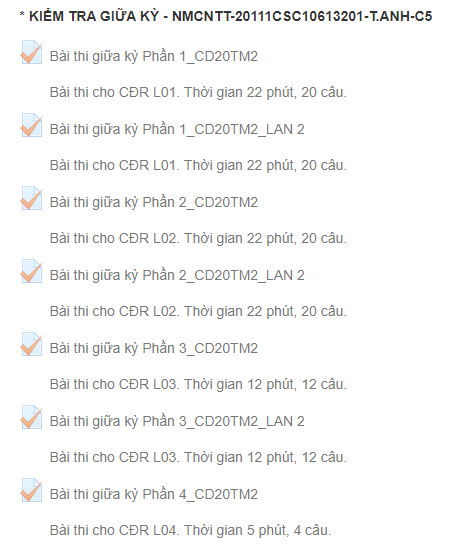 * KIỂM TRA GIỮA KỲ - NMCNTT-20111CSC10613201-T.ANH-C5
Bài thi giữa kỳ Phần 1_CD20TM2
Bài thi cho CĐR L01. Thời gian 22 phút, 20 câu.
Bài thi giữa kỳ Phần 1_CD20TM2_LAN 2
Bài thi cho CĐR L01. Thời gian 22 phút, 20 câu.
Bài thi giữa kỳ Phần 2_CD20TM2
Bài thi cho CĐR L02. Thời gian 22 phút, 20 câu.
Bài thi giữa kỳ Phần 2_CD20TM2_LAN 2
Bài thi cho CĐR L02. Thời gian 22 phút, 20 câu.
Bài thi giữa kỳ Phần 3_CD20TM2
Bài thi cho CĐR L03. Thời gian 12 phút, 12 câu.
Bài thi giữa kỳ Phần 3_CD20TM2_LAN 2
Bài thi cho CĐR L03. Thời gian 12 phút, 12 câu.
Bài thi giữa kỳ Phần 4_CD20TM2
Bài thi cho CĐR L04. Thời gian 5 phút, 4 câu.